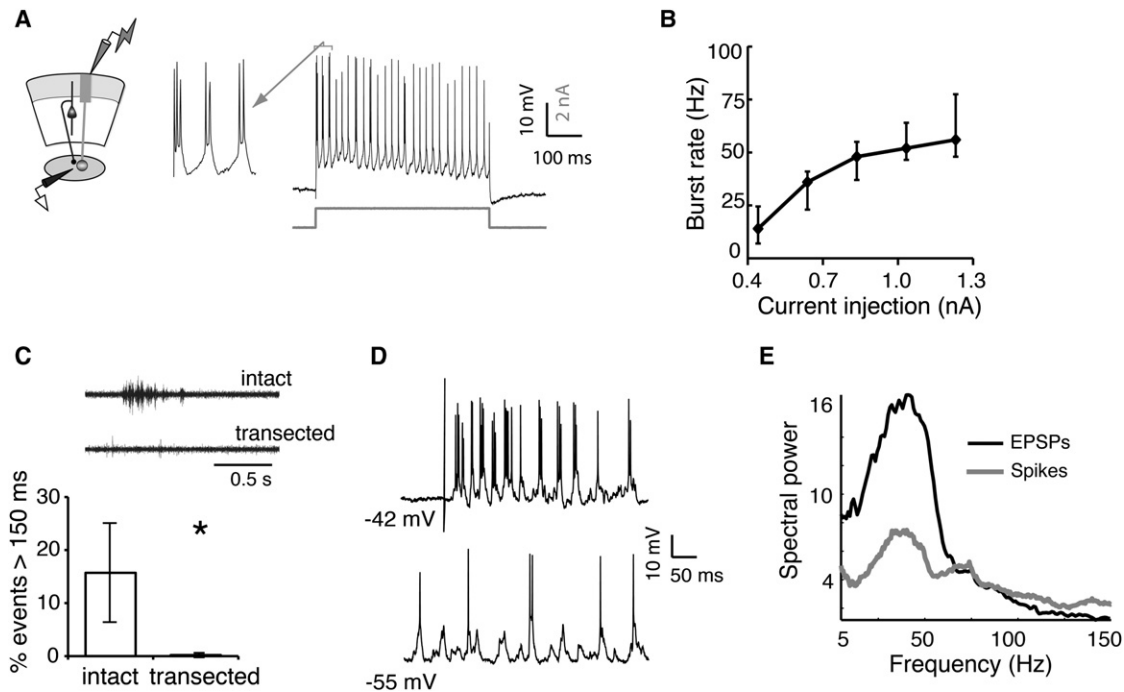 A
10 mV
2 nA
100 ms
B
100
75
50
25
0
Burst rate (Hz)
0.4
0.7
1.0
1.3
Current injection (nA)
C
intact
transected
0.5 s
30
20
10
0
% events > 150 ms
*
intact
transected
D
-42 mV
10 mV
50 ms
-55 mV
E
16
10
4
Spectral power
EPSPs
Spikes
5
50
100
150
Frequency (Hz)